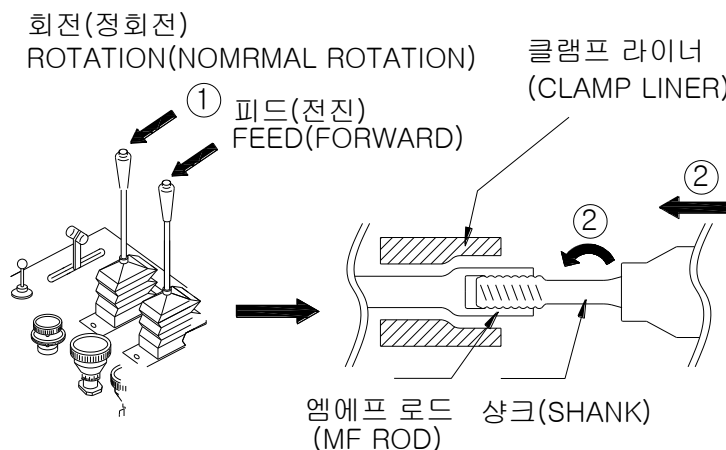 회전(정회전)
ROTATION(NOMRMAL ROTATION)
클램프 라이너
(CLAMP LINER)
①
피드(전진)
FEED(FORWARD)
②
②
엠에프 로드
(MF ROD)
샹크(SHANK)